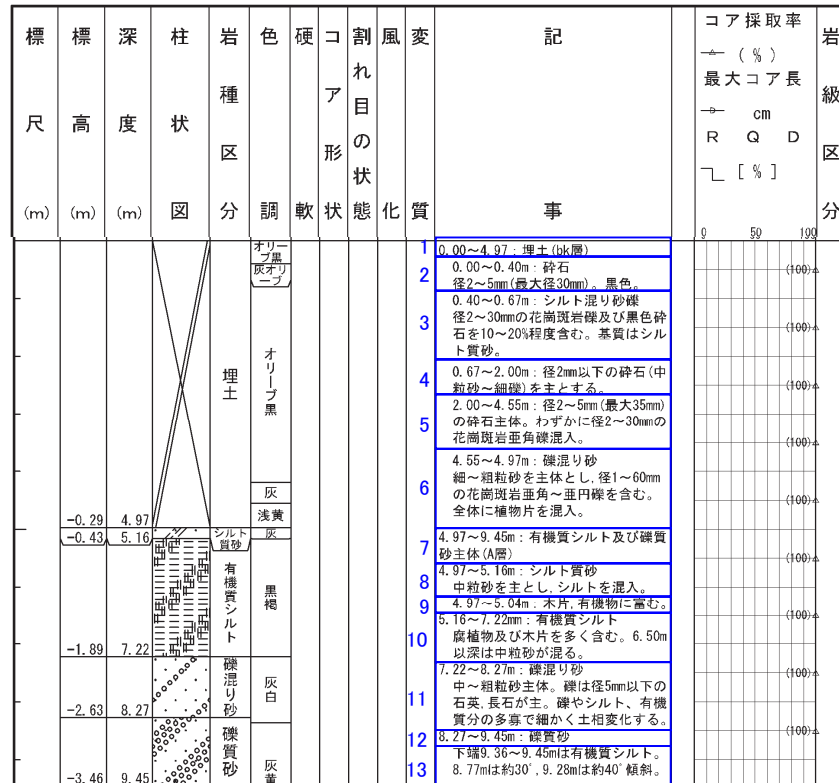 標尺(m)
標高(m)
深度(m)
柱状図
岩種区分
色調
硬軟
コア形状
割れ目の状態
風化
変質
記事
コア採取率
(%)
最大コア長
cm
R Q D
[%]
岩級区分
0 50 100
オリーブ黒
灰オリーブ
オリーブ黒
灰
浅黄
灰
黒褐
灰白
灰黄
埋土
シルト質砂
有機質シルト
礫混り砂
礫質砂
-0.29 4.97
-0.43 5.16
-1.89 7.22
-2.63 8.27
-3.46 9.45
1
0.00~4.97:埋土(bk層)
2
0.00~0.40m:砕石
径2~5mm(最大径30mm)。黒色。
3
0.40~0.67m:シルト混り砂礫
径2~30mmの花崗斑岩礫及び黒色砕
石を10~20%程度含む。基質はシル
ト質砂。
4
0.67~2.00m:径2mm以下の砕石(中
粒砂~細礫)を主とする。
5
2.00~4.55m:径2~5mm(最大35mm)
の砕石主体。わずかに径2~30mmの
花崗斑岩亜角礫混入。
6
4.55~4.97m:礫混り砂
細~粗粒砂を主体とし,径1~60mm
の花崗斑岩亜角~亜円礫を含む。
全体に植物片を混入。
7
4.97~9.45m:有機質シルト及び礫質
砂主体(A層)
8
4.97~5.16m:シルト質砂
中粒砂を主とし,シルトを混入。
9
4.97~5.04m:木片,有機物に富む。
10
5.16~7.22mm:有機質シルト
腐植物及び木片を多く含む。6.50m
以深は中粒砂が混る。
11
7.22~8.27m:礫混り砂
中~粗粒砂主体。礫は径5mm以下の
石英,長石が主。礫やシルト、有機
質分の多寡で細かく土相変化する。
12
8.27~9.45m:礫質砂
13
下端9.36~9.45mは有機質シルト。
8.77mは約30°,9.28mは約40°傾斜。
(100)
(100)
(100)
(100)
(100)
(100)
(100)
(100)
(100)